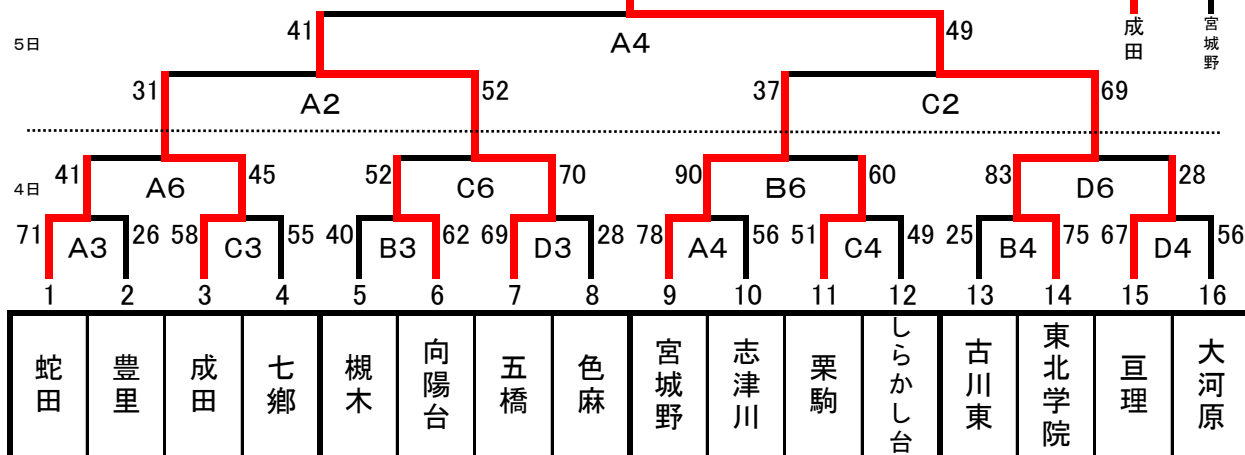 41 49 成田 宮城野
5日 A4
31 52 37 69
A2 C2
41 45 52 70 90 60 83 28
4日 A6 C6 B6 D6
71 26 58 55 40 62 69 28 78 56 51 49 25 75 67 56
A3 C3 B3 D3 A4 C4 B4 D4
1 2 3 4 5 6 7 8 9 10 11 12 13 14 15 16
蛇田 豊里 成田 七郷 槻木 向陽台 五橋 色麻 宮城野 志津川 栗駒 しらかし台 古川東 東北学院 亘理 大河原